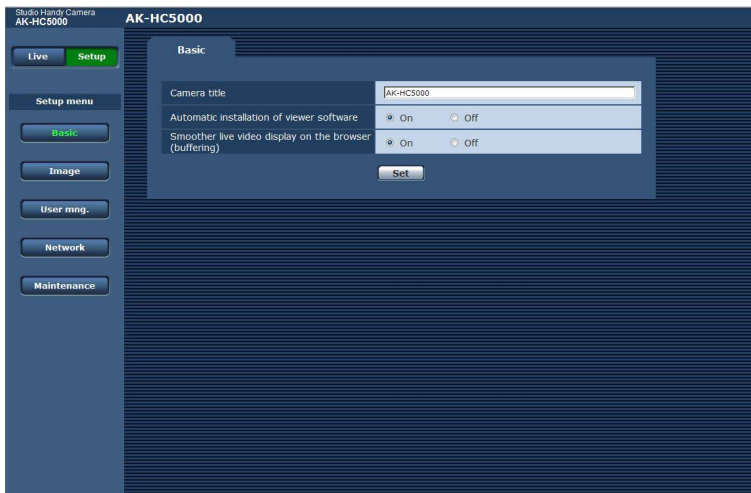 Studio Handy Camera
AK-HC5000
AK-HC5000
Live
Setup
Basic
Setup menu
Camera title
AK-HC5000
Automatic installation of viewer software
On
Off
Smoother live video display on the browser
(buffering)
On
Off
Set
Basic
Image
User mng.
Network
Maintenance